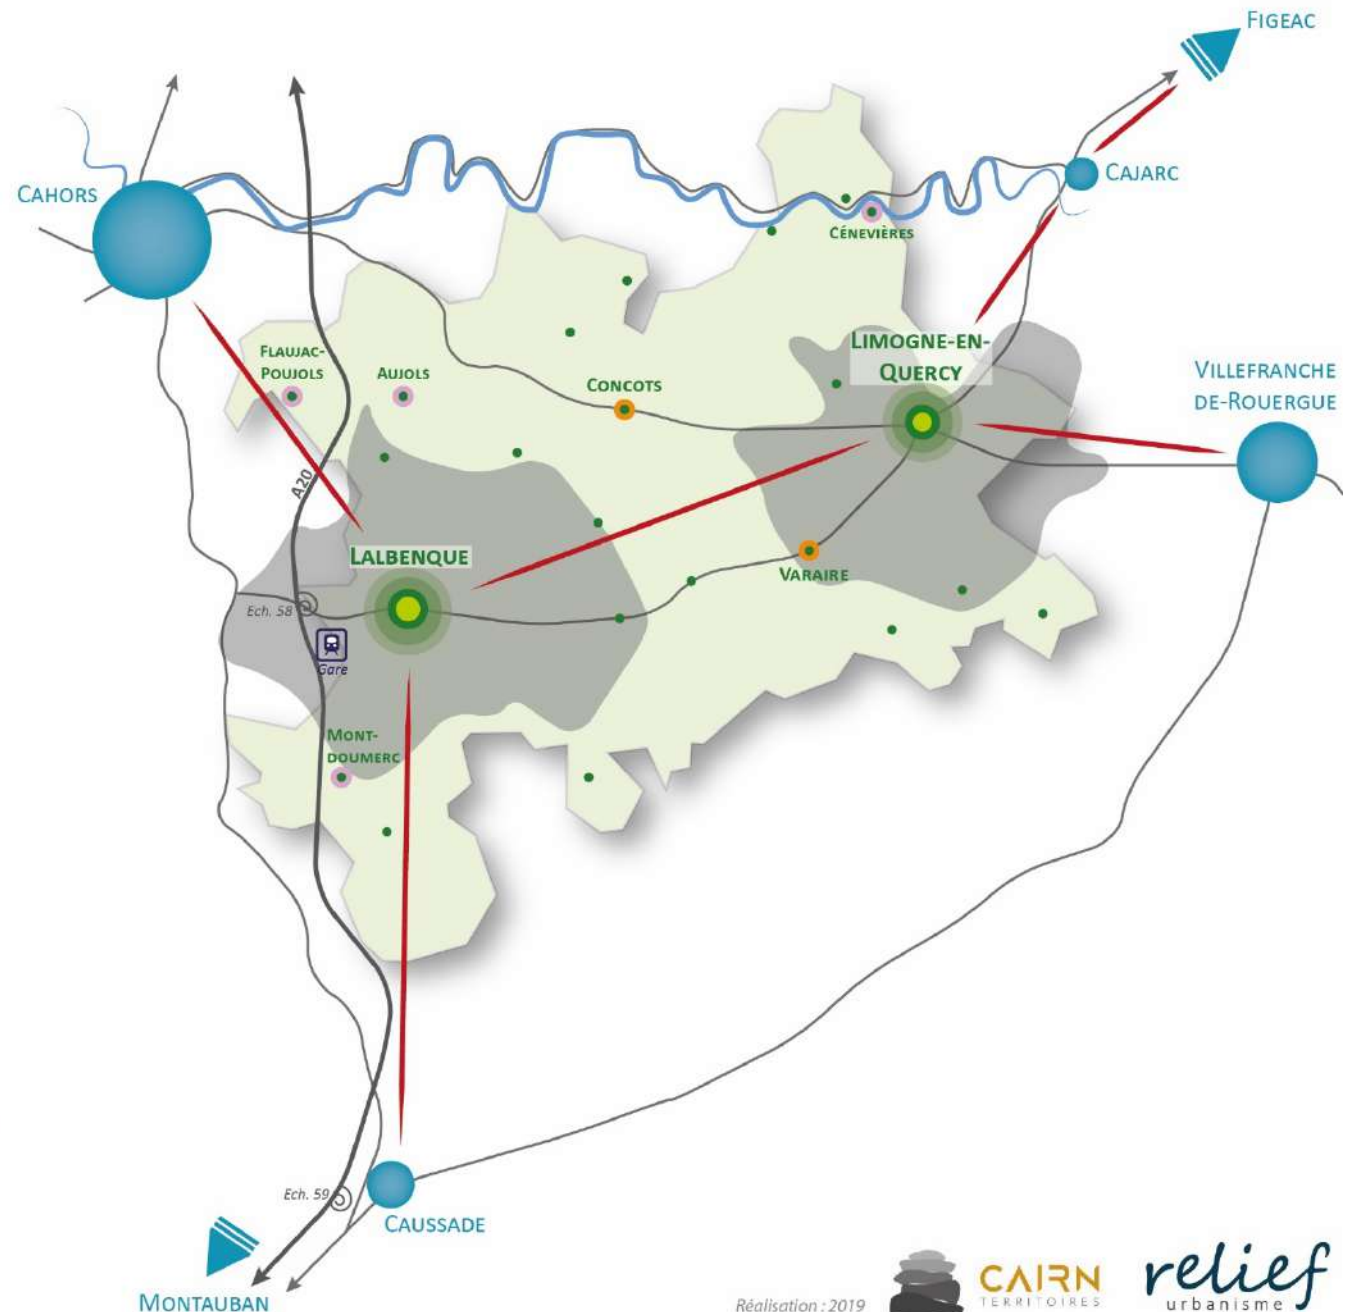 FIGEAC
CAHORS
CAJARC
CÉNEVIÈRES
LIMOGNE-EN-
QUERCY
FLAUJAC-
POUJOLS
AUJOLS
CONCOTS
VILLEFRANCHE
DE-ROUERGUE
A20
LALBENQUE
VARAIRE
Ech. 58
Gare
MONT-
DOUMERC
Ech. 59
CAUSSADE
MONTAUBAN
Réalisation : 2019
CAIRN
TERRITOIRES
relief
urbanisme